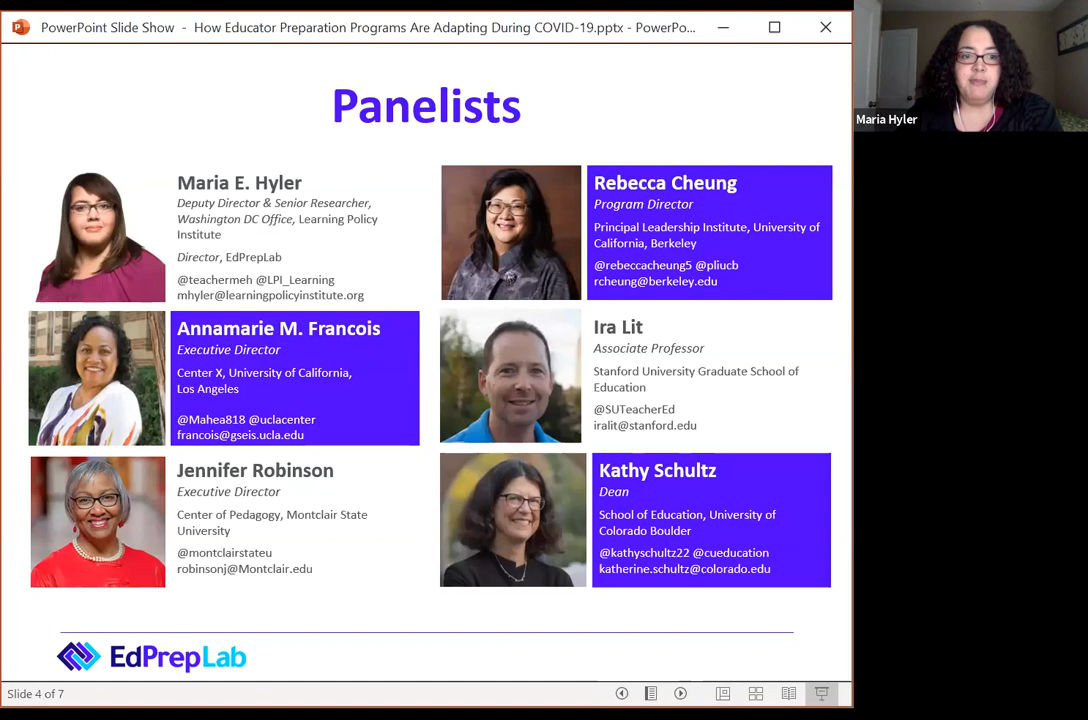 PowerPoint Slide Show - How Educator Preparation Programs Are Adapting During COVID-19.pptx - PowerPo...
Maria Hyler
Panelists
Maria E. Hyler
Deputy Director & Senior Researcher,
Washington DC Office, Learning Policy
Institute
Director, EdPrepLab
@teachermeh @LPI_Learning
mhyler@learningpolicyinstitute.org
Rebecca Cheung
Program Director
Principal Leadership Institute, University of
California, Berkeley
@rebeccacheung5 @pliucb
rcheung@berkeley.edu
Annamarie M. Francois
Executive Director
Center X, University of California,
Los Angeles
@Mahea818 @uclacenter
francois@gseis.ucla.edu
Ira Lit
Associate Professor
Stanford University Graduate School of
Education
@SUTeacherEd
iralit@stanford.edu
Jennifer Robinson
Executive Director
Center of Pedagogy, Montclair State
University
@montclairstateu
robinsonj@Montclair.edu
Kathy Schultz
Dean
School of Education, University of
Colorado Boulder
@kathyschultz22 @cueducation
katherine.schultz@colorado.edu
EdPrepLab
Slide 4 of 7